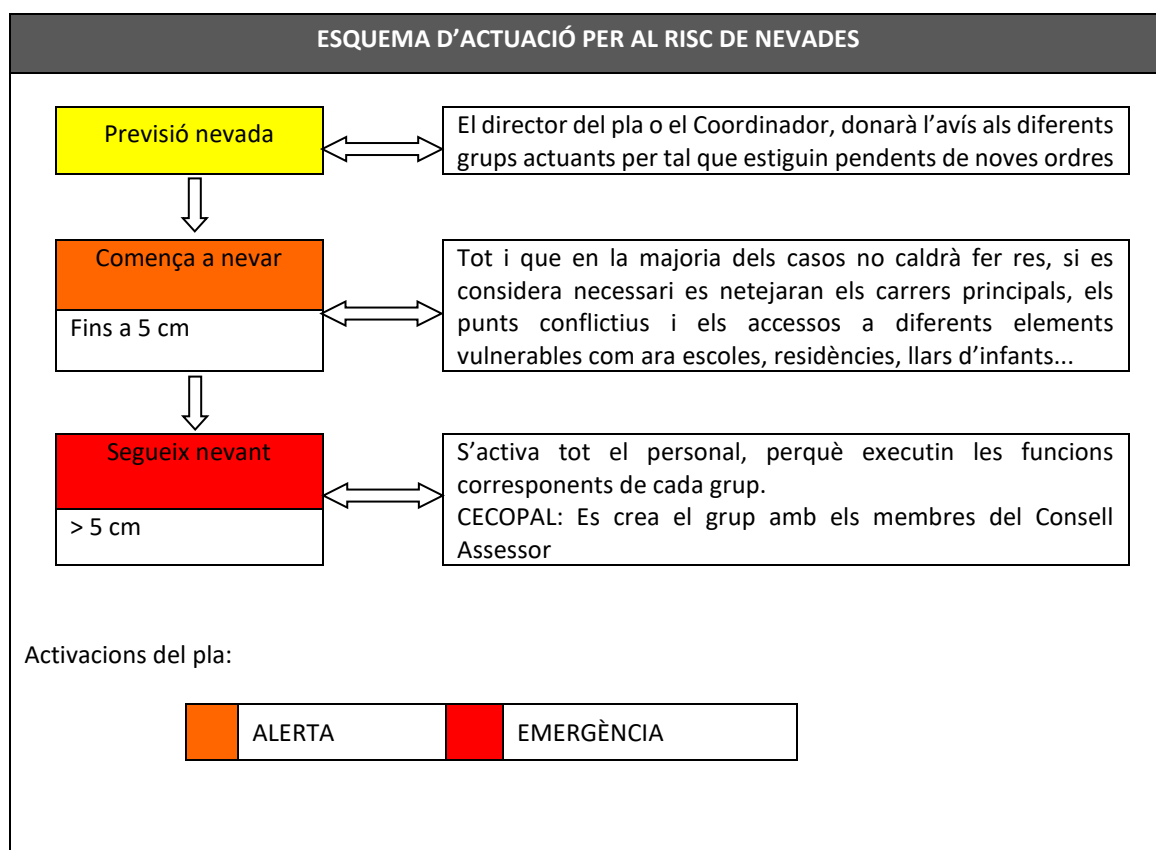 ESQUEMA D’ACTUACIÓ PER AL RISC DE NEVADES
Previsió nevada
El director del pla o el Coordinador, donarà l’avís als diferents
grups actuants per tal que estiguin pendents de noves ordres
Comença a nevar
Fins a 5 cm
Tot i que en la majoria dels casos no caldrà fer res, si es
considera necessari es netejaran els carrers principals, els
punts conflictius i els accessos a diferents elements
vulnerables com ara escoles, residències, llars d’infants...
Segueix nevant
> 5 cm
S’activa tot el personal, perquè executin les funcions
corresponents de cada grup.
CECOPAL: Es crea el grup amb els membres del Consell
Assessor
Activacions del pla:
ALERTA
EMERGÈNCIA